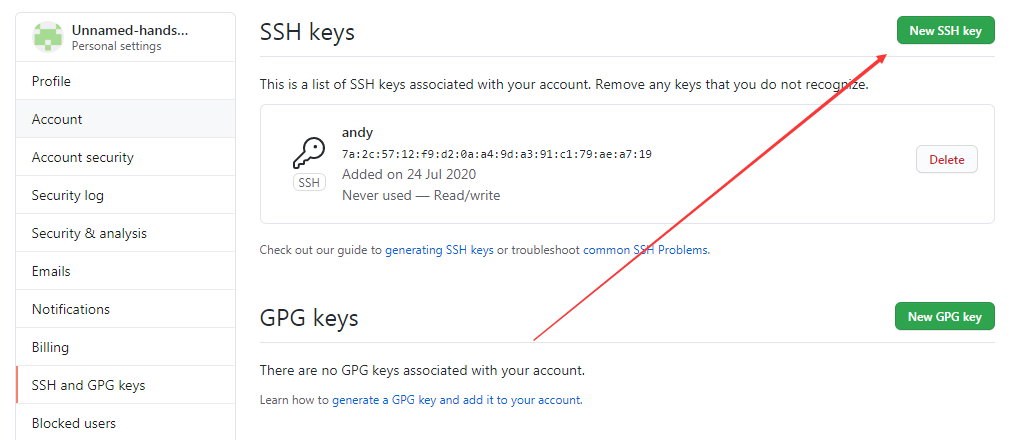 Unnamed-hands...
Personal settings
Profile
Account
Account security
Security log
Security & analysis
Emails
Notifications
Billing
SSH and GPG keys
Blocked users
SSH keys
New SSH key
This is a list of SSH keys associated with your account. Remove any keys that you do not recognize.
andy
7a:2c:57:12:f9:d2:0a:a4:9d:a3:91:c1:79:ae:a7:19
SSH
Added on 24 Jul 2020
Never used — Read/write
Delete
Check out our guide to generating SSH keys or troubleshoot common SSH Problems.
GPG keys
New GPG key
There are no GPG keys associated with your account.
Learn how to generate a GPG key and add it to your account.